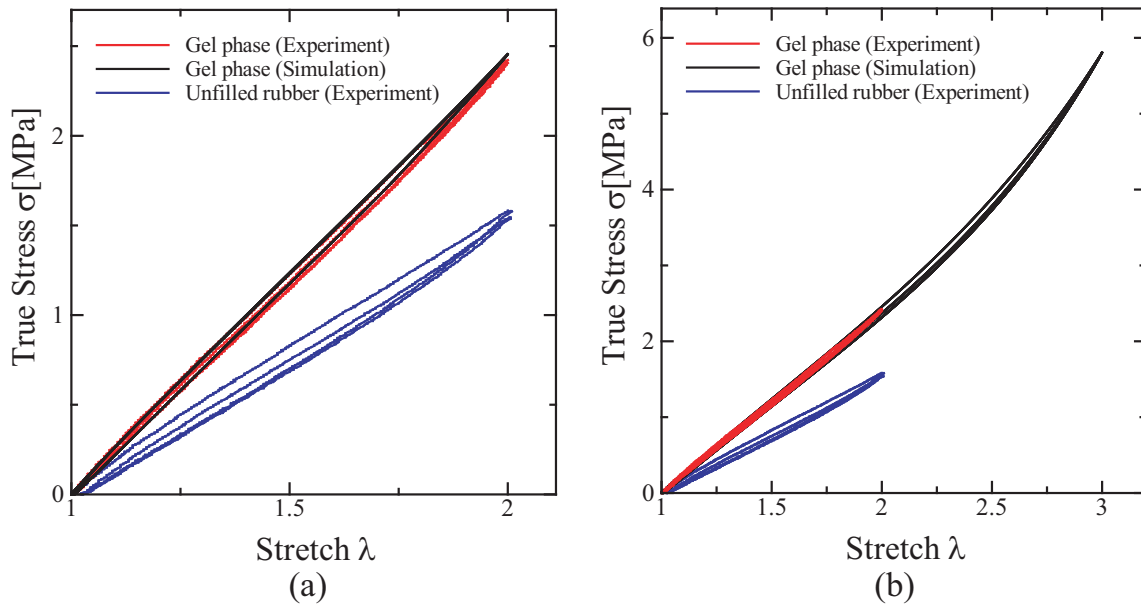 Gel phase (Experiment)
Gel phase (Simulation)
Unfilled rubber (Experiment)
True Stress σ[MPa]
2
1
0
1
1.5
2
Stretch λ
(a)
Gel phase (Experiment)
Gel phase (Simulation)
Unfilled rubber (Experiment)
True Stress σ[MPa]
6
4
2
0
1
1.5
2
2.5
3
Stretch λ
(b)